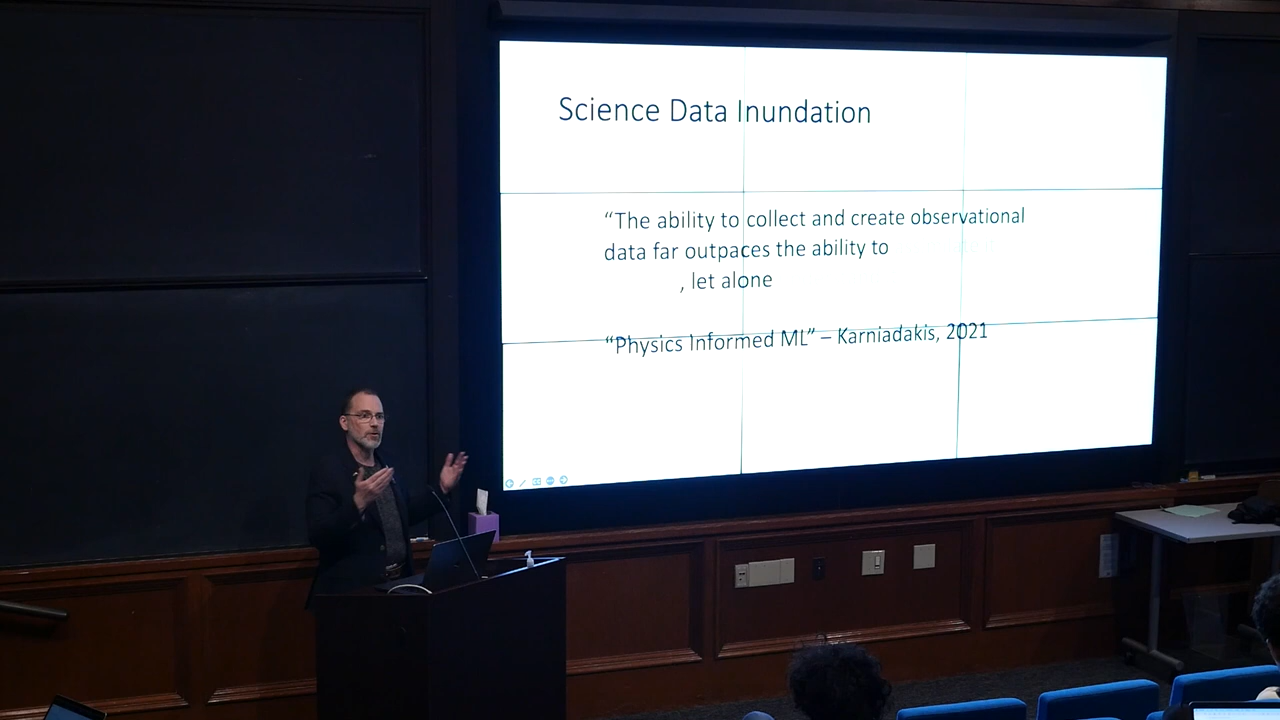 Science Data Inundation
“The ability to collect and create observational
data far outpaces the ability to
, let alone
“Physics Informed ML” – Karniadakis, 2021